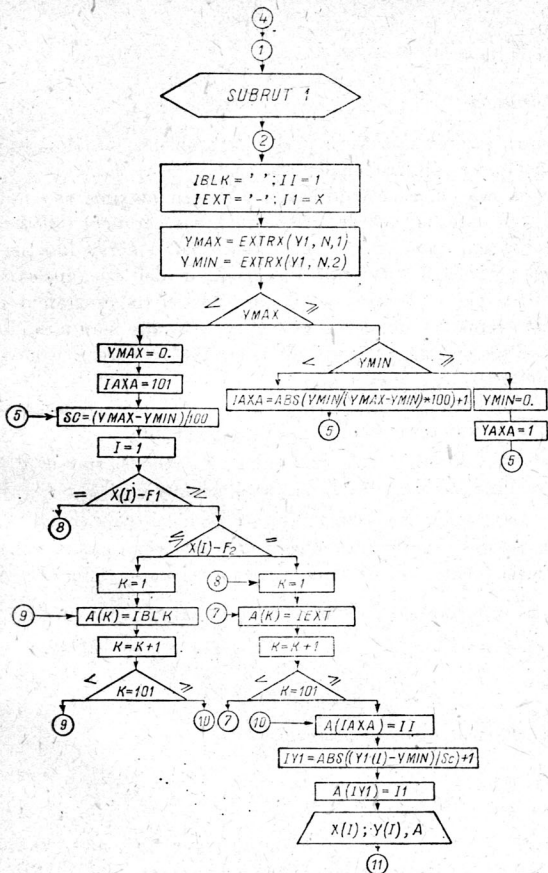 4
1
SUBRUT 1
2
IBLK = ' '; II = 1
IEXT = '-'; I1 = X
YMAX = EXTRX(Y1, N,1)
YMIN = EXTRX(Y1, N.2)
< YMAX ⩾
YMAX=0.
< YMIN ⩾
IAXA=101
IAXA=ABS(YMIN/(YMAX-YMIN)*100)+1
YMIN=0.
5
SC=(YMAX-YMIN)/100
5
YAXA=1
I=1
5
= X(I)-F1 ⩽
8
⩽ X(I)-F2 =
K=1
8
K=1
9
A(K)=IBLK
7
A(K)=IEXT
K=K+1
K=K+1
< K=101 ⩾
< K=101 ⩾
9
10
7
10
A(IAXA)=II
IY1=ABS((Y1(I)-YMIN)/Sc)+1
A(IY1)=I1
X(I); Y(I), A
11